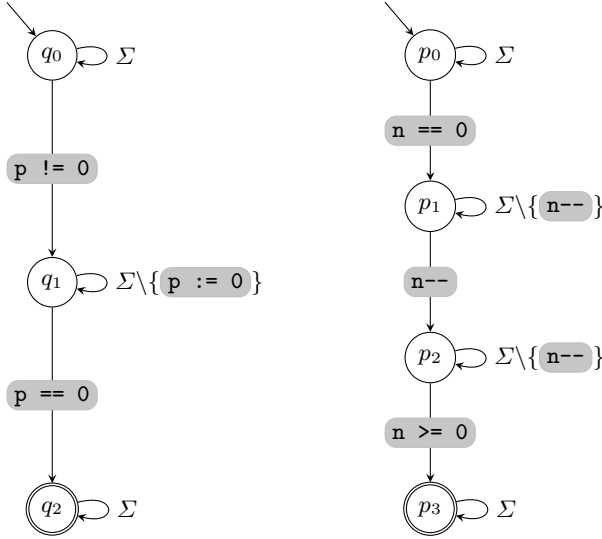 q₀ Σ
p != 0
q₁ Σ\{p := 0}
p == 0
q₂ Σ
p₀ Σ
n == 0
p₁ Σ\{n--}
n--
p₂ Σ\{n--}
n >= 0
p₃ Σ